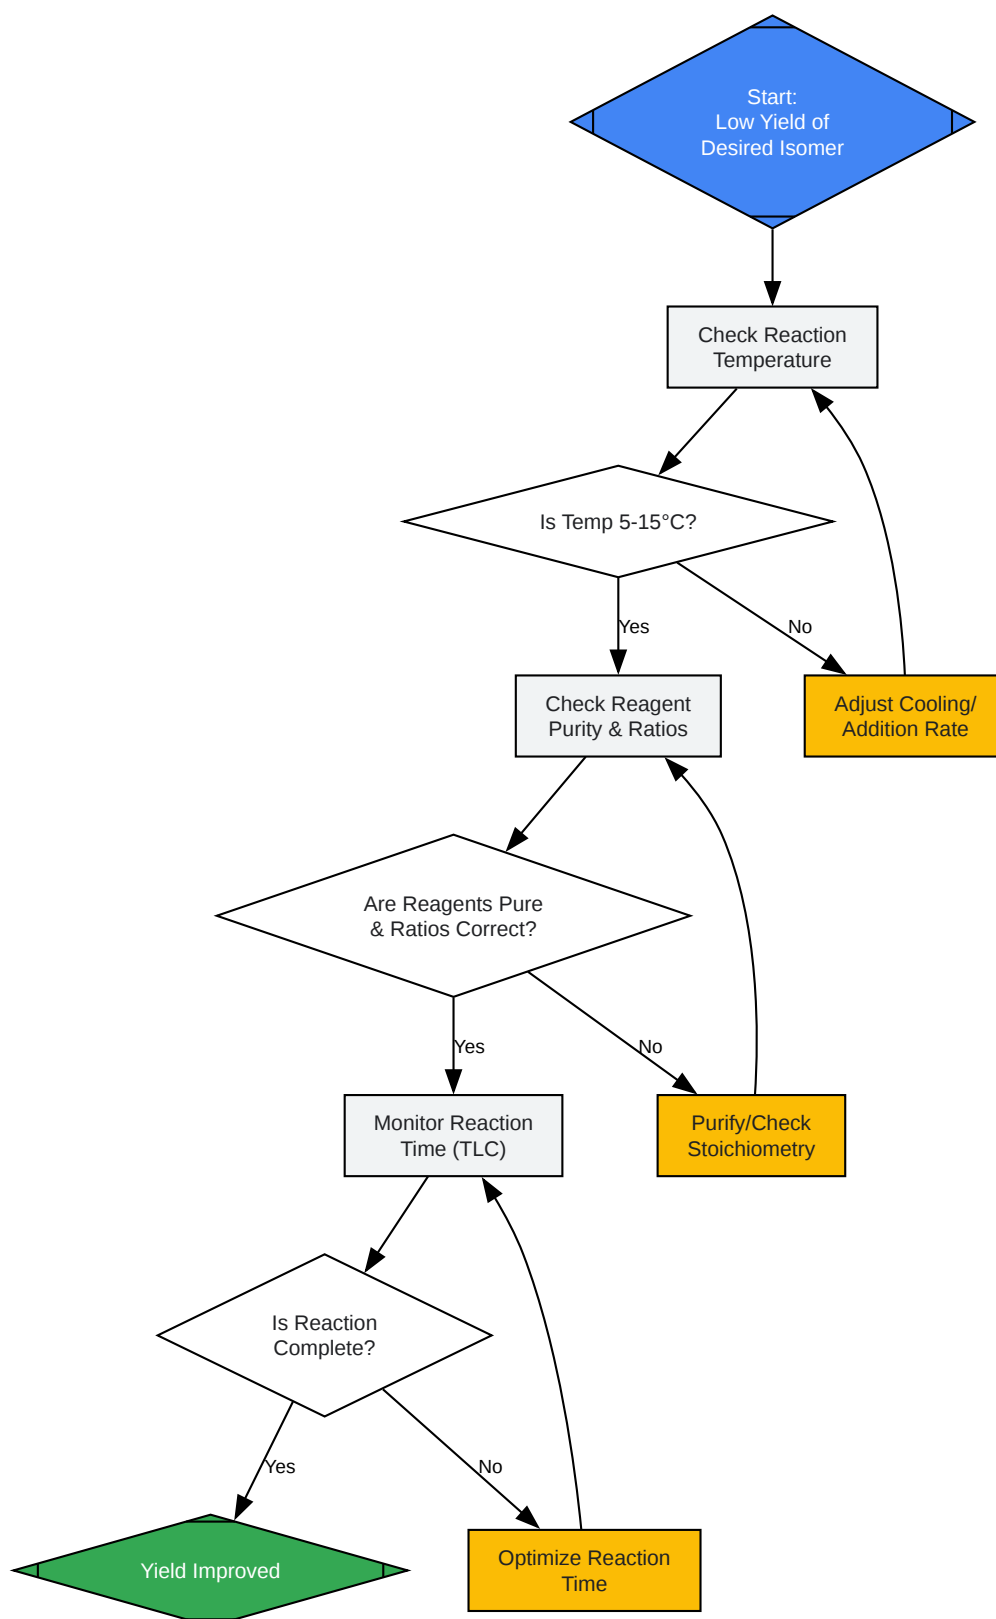 Start:
Low Yield of
Desired Isomer
Check Reaction
Temperature
Is Temp 5-15°C?
Yes
No
Check Reagent
Purity & Ratios
Adjust Cooling/
Addition Rate
Are Reagents Pure
& Ratios Correct?
Yes
No
Monitor Reaction
Time (TLC)
Purify/Check
Stoichiometry
Is Reaction
Complete?
Yes
No
Yield Improved
Optimize Reaction
Time